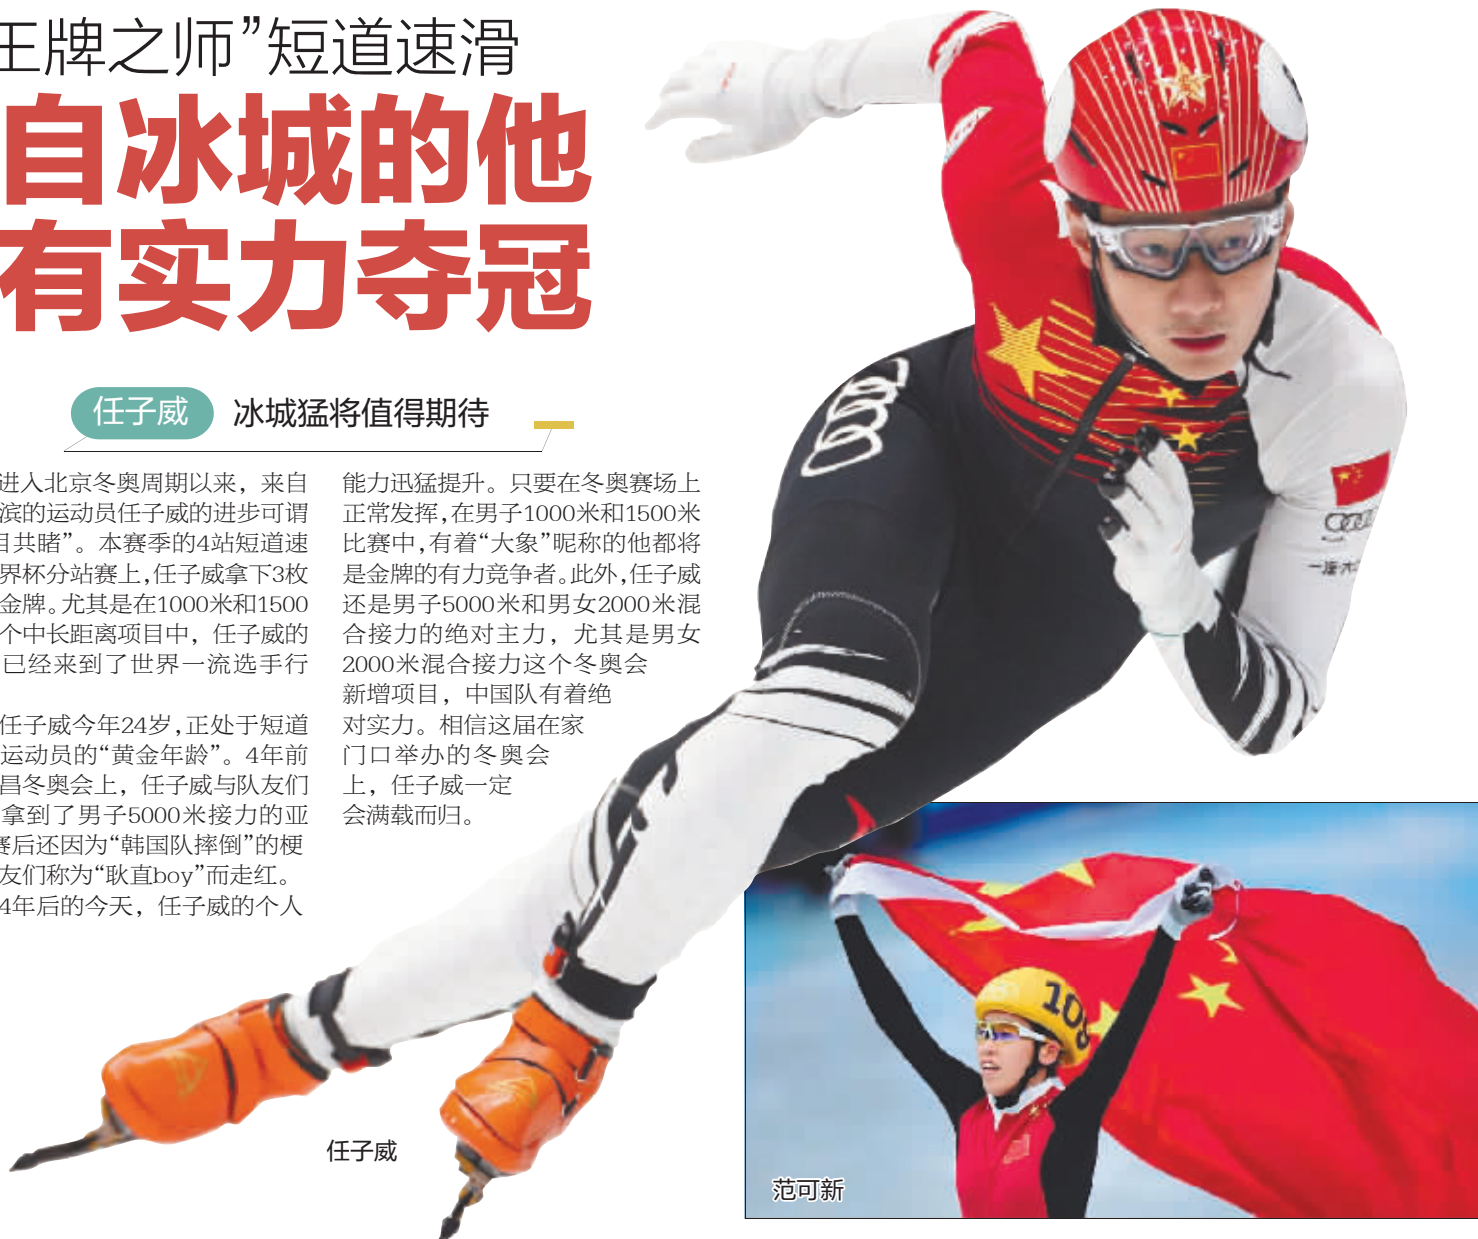 王牌之师”短道速滑
自冰城的他
有实力夺冠
任子威 冰城猛将值得期待
进入北京冬奥周期以来，来自
滨的运动员任子威的进步可谓
目共睹”。本赛季的4站短道速
界杯分站赛上，任子威拿下3枚
金牌。尤其是在1000米和1500
个中长距离项目中，任子威的
已经来到了世界一流选手行
任子威今年24岁，正处于短道
运动员的“黄金年龄”。4年前
昌冬奥会上，任子威与队友们
拿到了男子5000米接力的亚
赛后还因为“韩国队摔倒”的梗
友们称为“耿直boy”而走红。
4年后的今天，任子威的个人
能力迅猛提升。只要在冬奥赛场上
正常发挥，在男子1000米和1500米
比赛中，有着“大象”昵称的他都将
是金牌的有力竞争者。此外，任子威
还是男子5000米和男女2000米混
合接力的绝对主力，尤其是男女
2000米混合接力这个冬奥会
新增项目，中国队有着绝
对实力。相信这届在家
门口举办的冬奥会
上，任子威一定
会满载而归。
任子威
108
范可新